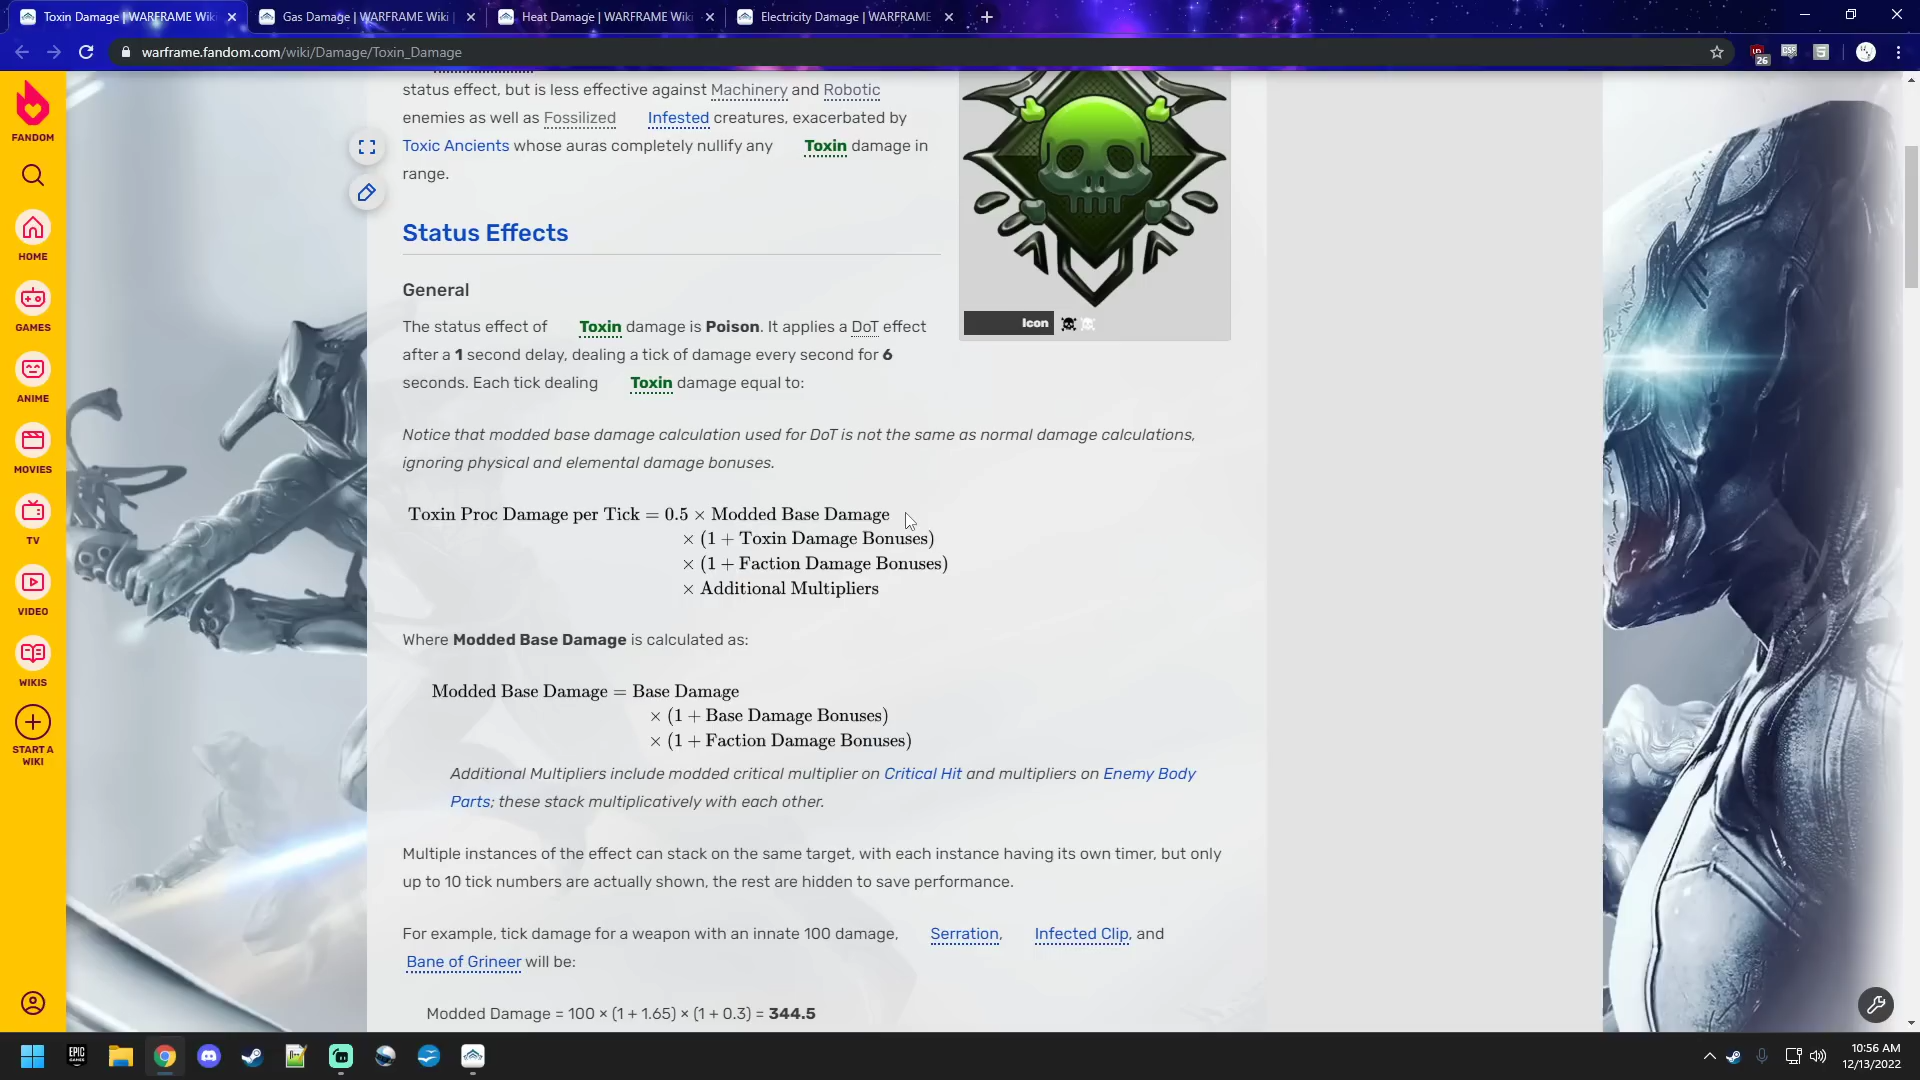 Toxin Damage | WARFRAME Wiki
Gas Damage | WARFRAME Wiki |
Heat Damage | WARFRAME Wiki
Electricity Damage | WARFRAME
warframe.fandom.com/wiki/Damage/Toxin_Damage
26
FANDOM
HOME
GAMES
ANIME
MOVIES
TV
VIDEO
WIKIS
START A
WIKI
status effect, but is less effective against Machinery and Robotic
enemies as well as Fossilized Infested creatures, exacerbated by
Toxic Ancients whose auras completely nullify any Toxin damage in
range.
Icon
Status Effects
General
The status effect of Toxin damage is Poison. It applies a DoT effect
after a 1 second delay, dealing a tick of damage every second for 6
seconds. Each tick dealing Toxin damage equal to:
Notice that modded base damage calculation used for DoT is not the same as normal damage calculations,
ignoring physical and elemental damage bonuses.
Toxin Proc Damage per Tick = 0.5 × Modded Base Damage
× (1 + Toxin Damage Bonuses)
× (1 + Faction Damage Bonuses)
× Additional Multipliers
Where Modded Base Damage is calculated as:
Modded Base Damage = Base Damage
× (1 + Base Damage Bonuses)
× (1 + Faction Damage Bonuses)
Additional Multipliers include modded critical multiplier on Critical Hit and multipliers on Enemy Body
Parts; these stack multiplicatively with each other.
Multiple instances of the effect can stack on the same target, with each instance having its own timer, but only
up to 10 tick numbers are actually shown, the rest are hidden to save performance.
For example, tick damage for a weapon with an innate 100 damage, Serration, Infected Clip, and
Bane of Grineer will be:
Modded Damage = 100 × (1 + 1.65) × (1 + 0.3) = 344.5
EPIC
GAMES
10:56 AM
12/13/2022